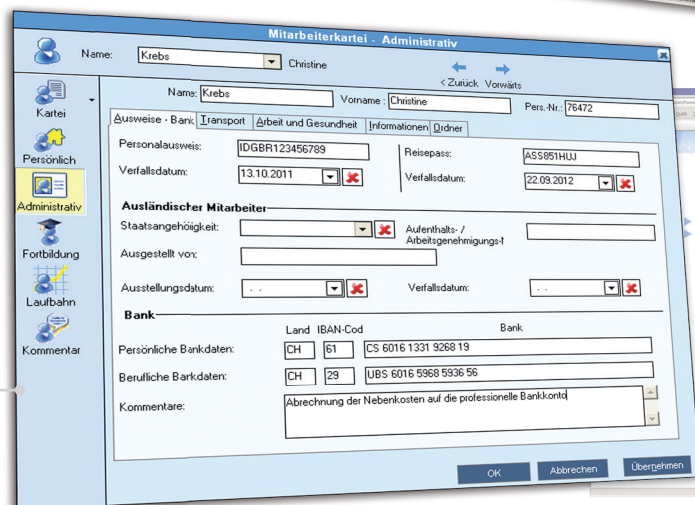 Mitarbeiterkartei - Administrativ
Name: Krebs Christine
< Zurück Vorwärts
Kartei
Persönlich
Administrativ
Fortbildung
Laufbahn
Kommentar
Name: Krebs Vorname : Christine Pers.-Nr.: 76472
Ausweise - Bank Transport Arbeit und Gesundheit Informationen Ordner
Personalausweis: IDGBR123456789 Reisepass: ASS851HUJ
Verfallsdatum: 13.10.2011 Verfallsdatum: 22.09.2012
Ausländischer Mitarbeiter
Staatsangehöigkeit: Aufenthalts- /
Arbeitsgenehmigungs-
Ausgestellt von:
Ausstellungsdatum: . . Verfallsdatum: . .
Bank
Land IBAN-Cod Bank
Persönliche Bankdaten: CH 61 CS 6016 1331 9268 19
Berufliche Bankdaten: CH 29 UBS 6016 5968 5936 56
Kommentare: Abrechnung der Nebenkosten auf die professionelle Bankkonto
OK Abbrechen Übernehmen